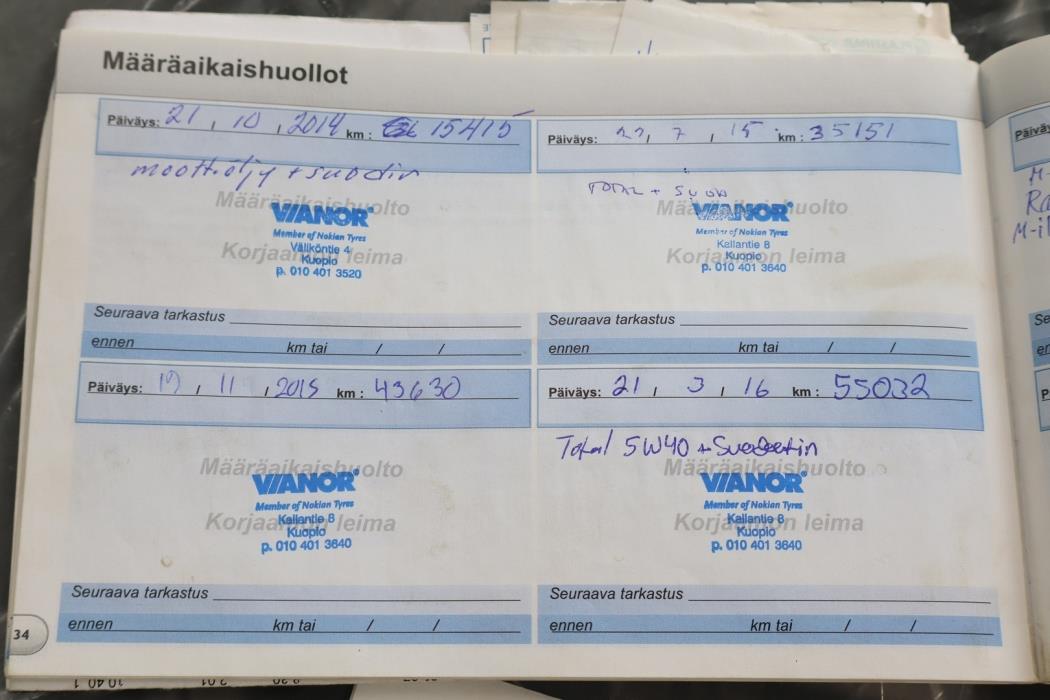 Määräaikaishuollot
Päiväys: 21 , 10 , 2014 km : 15415
moott.öljy + suodin
Määräaikaishuolto
VIANOR
Member of Nokian Tyres
Korjaamon leima
Väliköntie 4
Kuopio
p. 010 401 3520
Seuraava tarkastus
ennen km tai / /
Päiväys: , 7 , 15 km : 35151
TOTAL + suod
Määräaikaishuolto
VIANOR
Member of Nokian Tyres
Korjaamon leima
Kallantie 8
Kuopio
p. 010 401 3640
Seuraava tarkastus
ennen km tai / /
Päiväys: , 11 , 2015 km : 43630
Määräaikaishuolto
VIANOR
Member of Nokian Tyres
Korjaamon leima
Kallantie 8
Kuopio
p. 010 401 3640
Seuraava tarkastus
ennen km tai / /
Päiväys: 21 , 3 , 16 km : 55032
Total 5W40 +
Määräaikaishuolto
VIANOR
Member of Nokian Tyres
Korjaamon leima
Kallantie 8
Kuopio
p. 010 401 3640
Seuraava tarkastus
ennen km tai / /
34